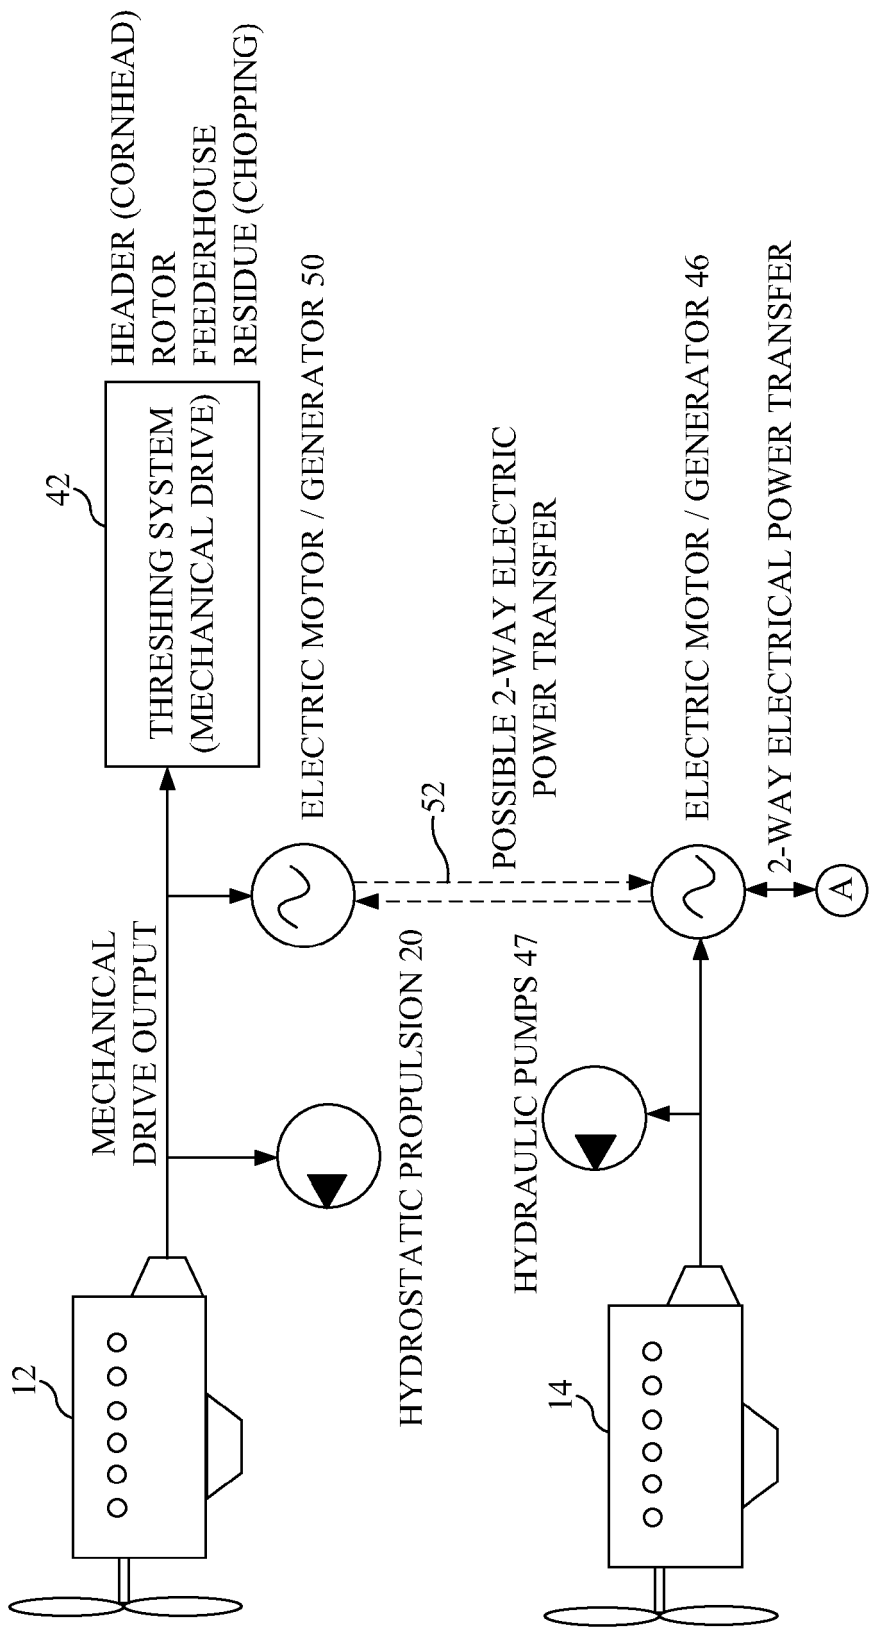 12
MECHANICAL
DRIVE OUTPUT
42
THRESHING SYSTEM
(MECHANICAL DRIVE)
HEADER (CORNHEAD)
ROTOR
FEEDERHOUSE
RESIDUE (CHOPPING)
HYDROSTATIC PROPULSION 20
ELECTRIC MOTOR / GENERATOR 50
52
POSSIBLE 2-WAY ELECTRIC
POWER TRANSFER
14
HYDRAULIC PUMPS 47
ELECTRIC MOTOR / GENERATOR 46
2-WAY ELECTRICAL POWER TRANSFER
A